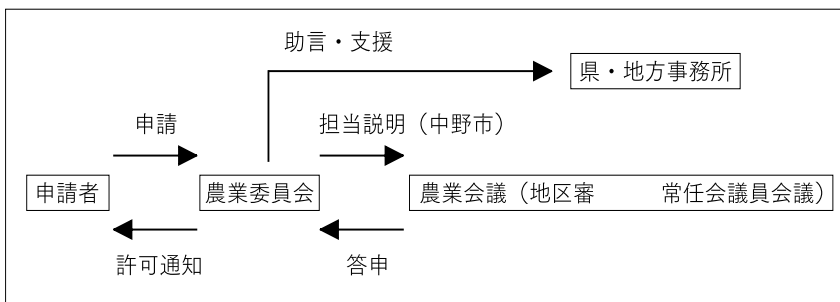 助言・支援
県・地方事務所
申請
担当説明（中野市）
申請者
農業委員会
農業会議（地区審　　　常任会議員会議）
許可通知
答申